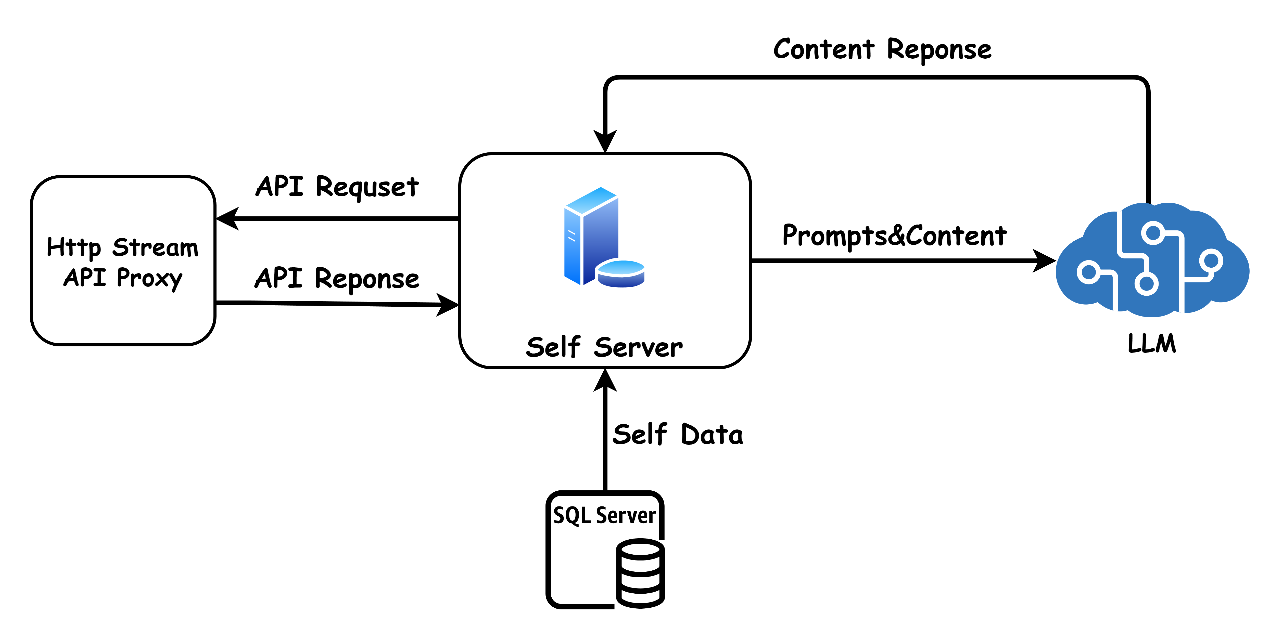 Content Reponse
API Requset
Http Stream
API Proxy
API Reponse
Prompts&Content
Self Server
LLM
Self Data
SQL Server